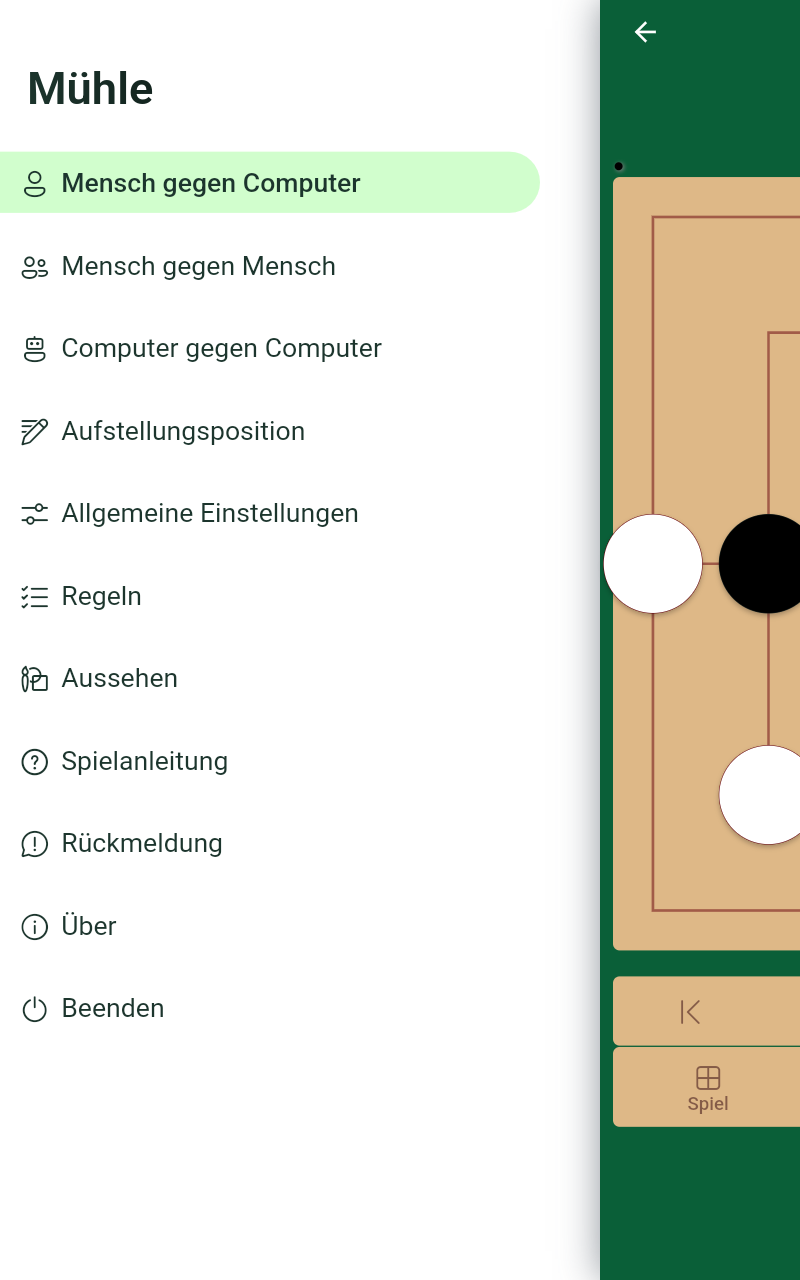 Mühle
Mensch gegen Computer
Mensch gegen Mensch
Computer gegen Computer
Aufstellungsposition
Allgemeine Einstellungen
Regeln
Aussehen
Spielanleitung
Rückmeldung
Über
Beenden
Spiel